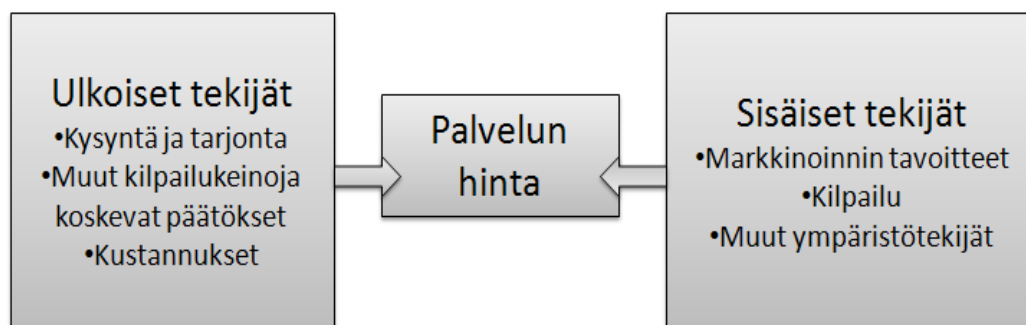 Ulkoiset tekijät
•Kysyntä ja tarjonta
•Muut kilpailukeinoja
koskevat päätökset
•Kustannukset
Palvelun
hinta
Sisäiset tekijät
•Markkinoinnin tavoitteet
•Kilpailu
•Muut ympäristötekijät